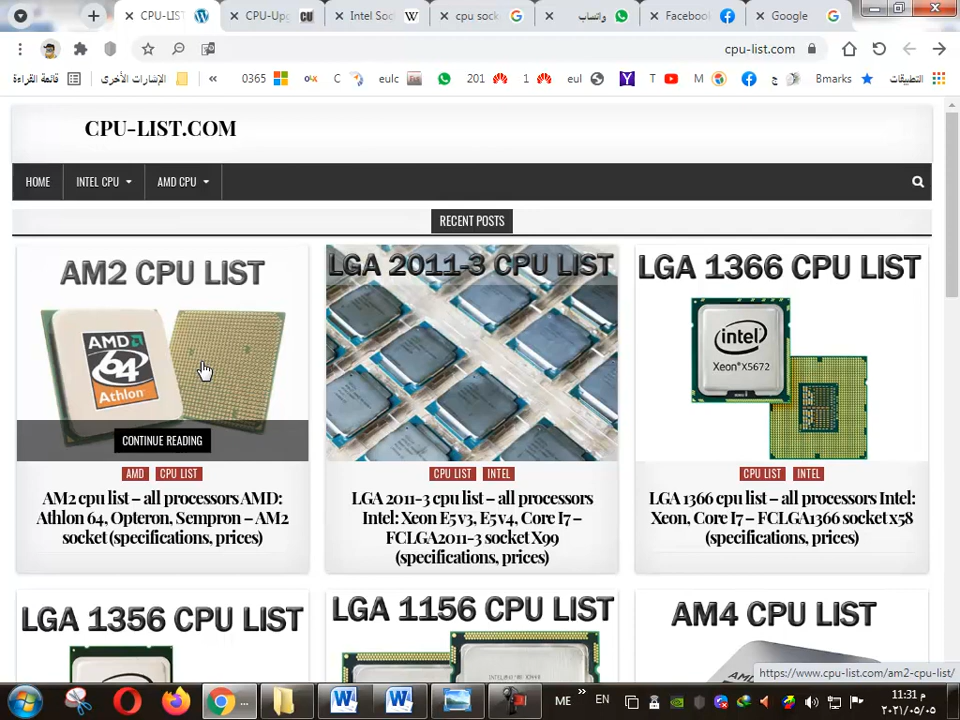 CPU-LIST
CPU-Upg
Intel Soc
cpu sock
واتساب
Facebook
Google
cpu-list.com
قائمة القراءة
الإشارات الأخرى
»
0365
olx
C
eulc
201
1
eul
T
M
ج
Bmarks
التطبيقات
CPU-LIST.COM
HOME
INTEL CPU
AMD CPU
RECENT POSTS
AM2 CPU LIST
AMD
64
Athlon
CONTINUE READING
AMD CPU LIST
AM2 cpu list – all processors AMD:
Athlon 64, Opteron, Sempron – AM2
socket (specifications, prices)
LGA 2011-3 CPU LIST
CPU LIST INTEL
LGA 2011-3 cpu list – all processors
Intel: Xeon E5 v3, E5 v4, Core I7 –
FCLGA2011-3 socket X99
(specifications, prices)
LGA 1366 CPU LIST
intel
Xeon®X5672
CPU LIST INTEL
LGA 1366 cpu list – all processors Intel:
Xeon, Core I7 – FCLGA1366 socket x58
(specifications, prices)
LGA 1356 CPU LIST
LGA 1156 CPU LIST
AM4 CPU LIST
https://www.cpu-list.com/am2-cpu-list/
ME
EN
11:31 م
٢٠٢١/٠٥/٠٥